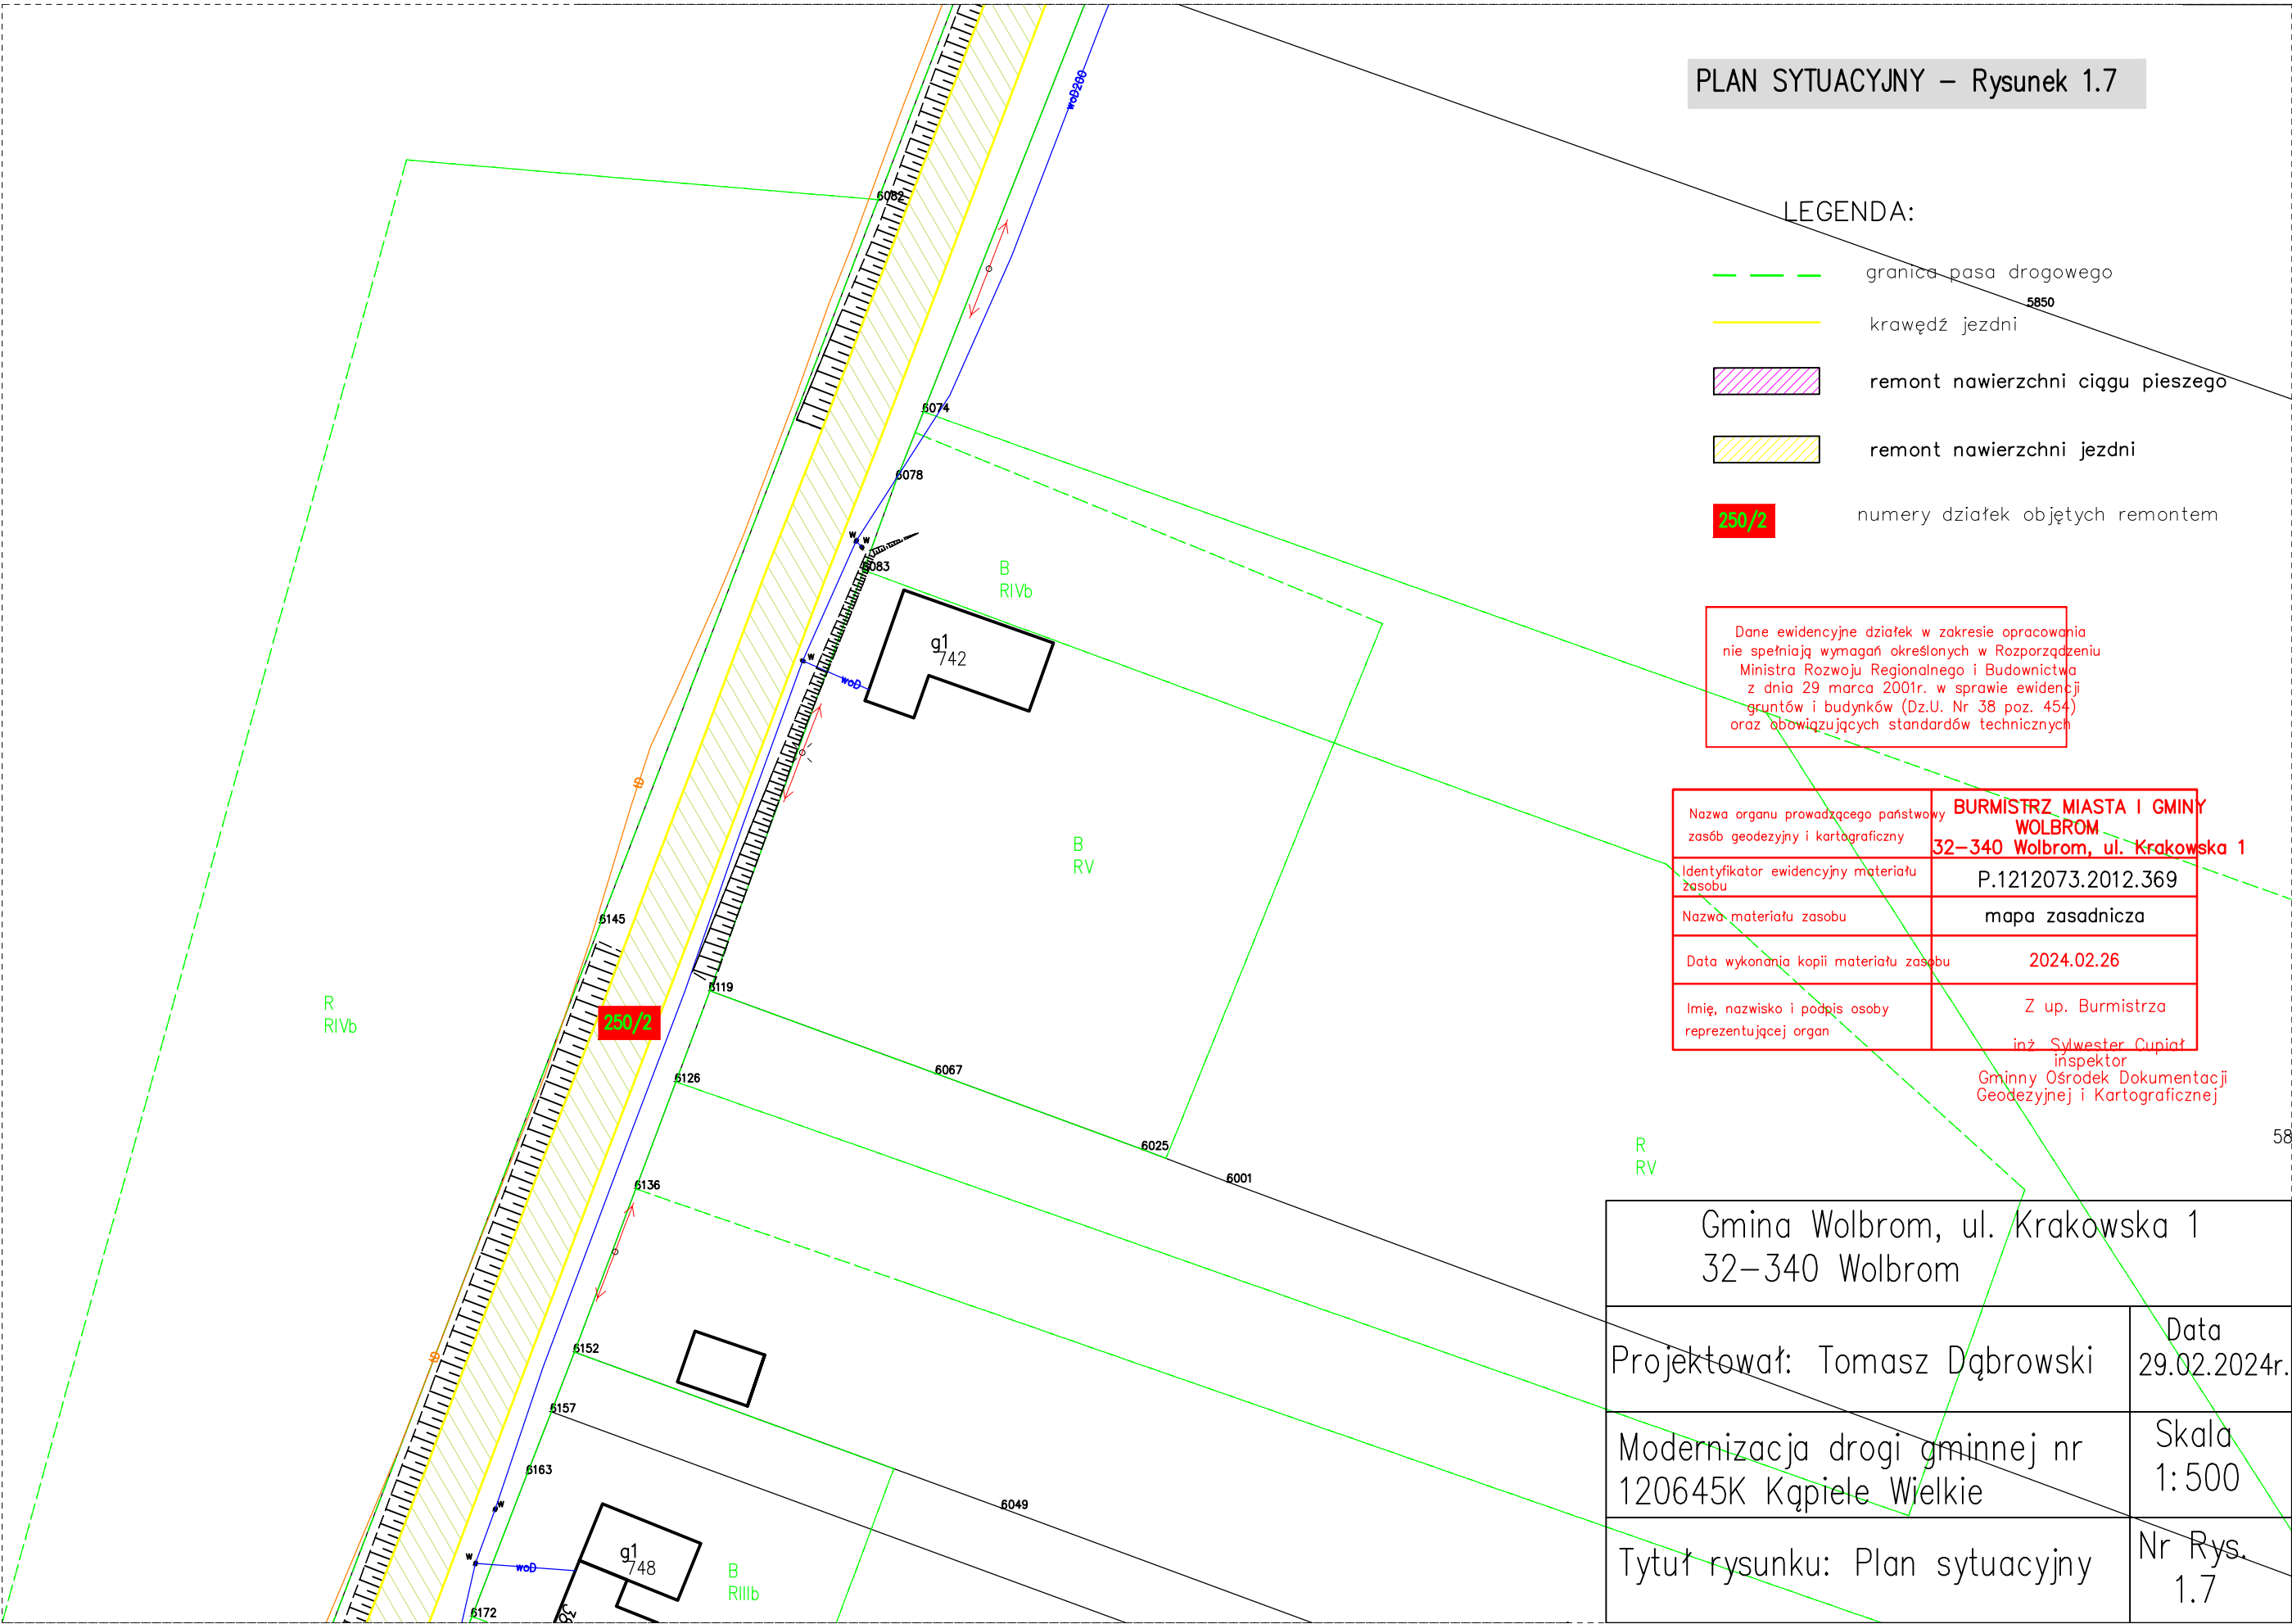 PLAN SYTUACYJNY – Rysunek 1.7
LEGENDA:
granica pasa drogowego
5850
krawędź jezdni
remont nawierzchni ciągu pieszego
remont nawierzchni jezdni
250/2
numery działek objętych remontem
Dane ewidencyjne działek w zakresie opracowania
nie spełniają wymagań określonych w Rozporządzeniu
Ministra Rozwoju Regionalnego i Budownictwa
z dnia 29 marca 2001r. w sprawie ewidencji
gruntów i budynków (Dz.U. Nr 38 poz. 454)
oraz obowiązujących standardów technicznych
Nazwa organu prowadzącego państwowy
zasób geodezyjny i kartograficzny
BURMISTRZ MIASTA I GMINY
WOLBROM
32–340 Wolbrom, ul. Krakowska 1
Identyfikator ewidencyjny materiału
zasobu
P.1212073.2012.369
Nazwa materiału zasobu
mapa zasadnicza
Data wykonania kopii materiału zasobu
2024.02.26
Imię, nazwisko i podpis osoby
reprezentującej organ
Z up. Burmistrza
inż. Sylwester Cupiał
inspektor
Gminny Ośrodek Dokumentacji
Geodezyjnej i Kartograficznej
58
R
RV
Gmina Wolbrom, ul. Krakowska 1
32–340 Wolbrom
Projektował: Tomasz Dąbrowski
Data
29.02.2024r.
Modernizacja drogi gminnej nr
120645K Kąpiele Wielkie
Skala
1:500
Tytuł rysunku: Plan sytuacyjny
Nr Rys.
1.7
woD200
6082
6074
6078
w
w
6083
B
RIVb
g1
742
w
woD
tD
B
RV
6145
6119
R
RIVb
250/2
6067
6126
6025
6001
6136
tD
6152
6157
6163
w
6049
w
woD
g1
748
B
RIIIb
38
6172